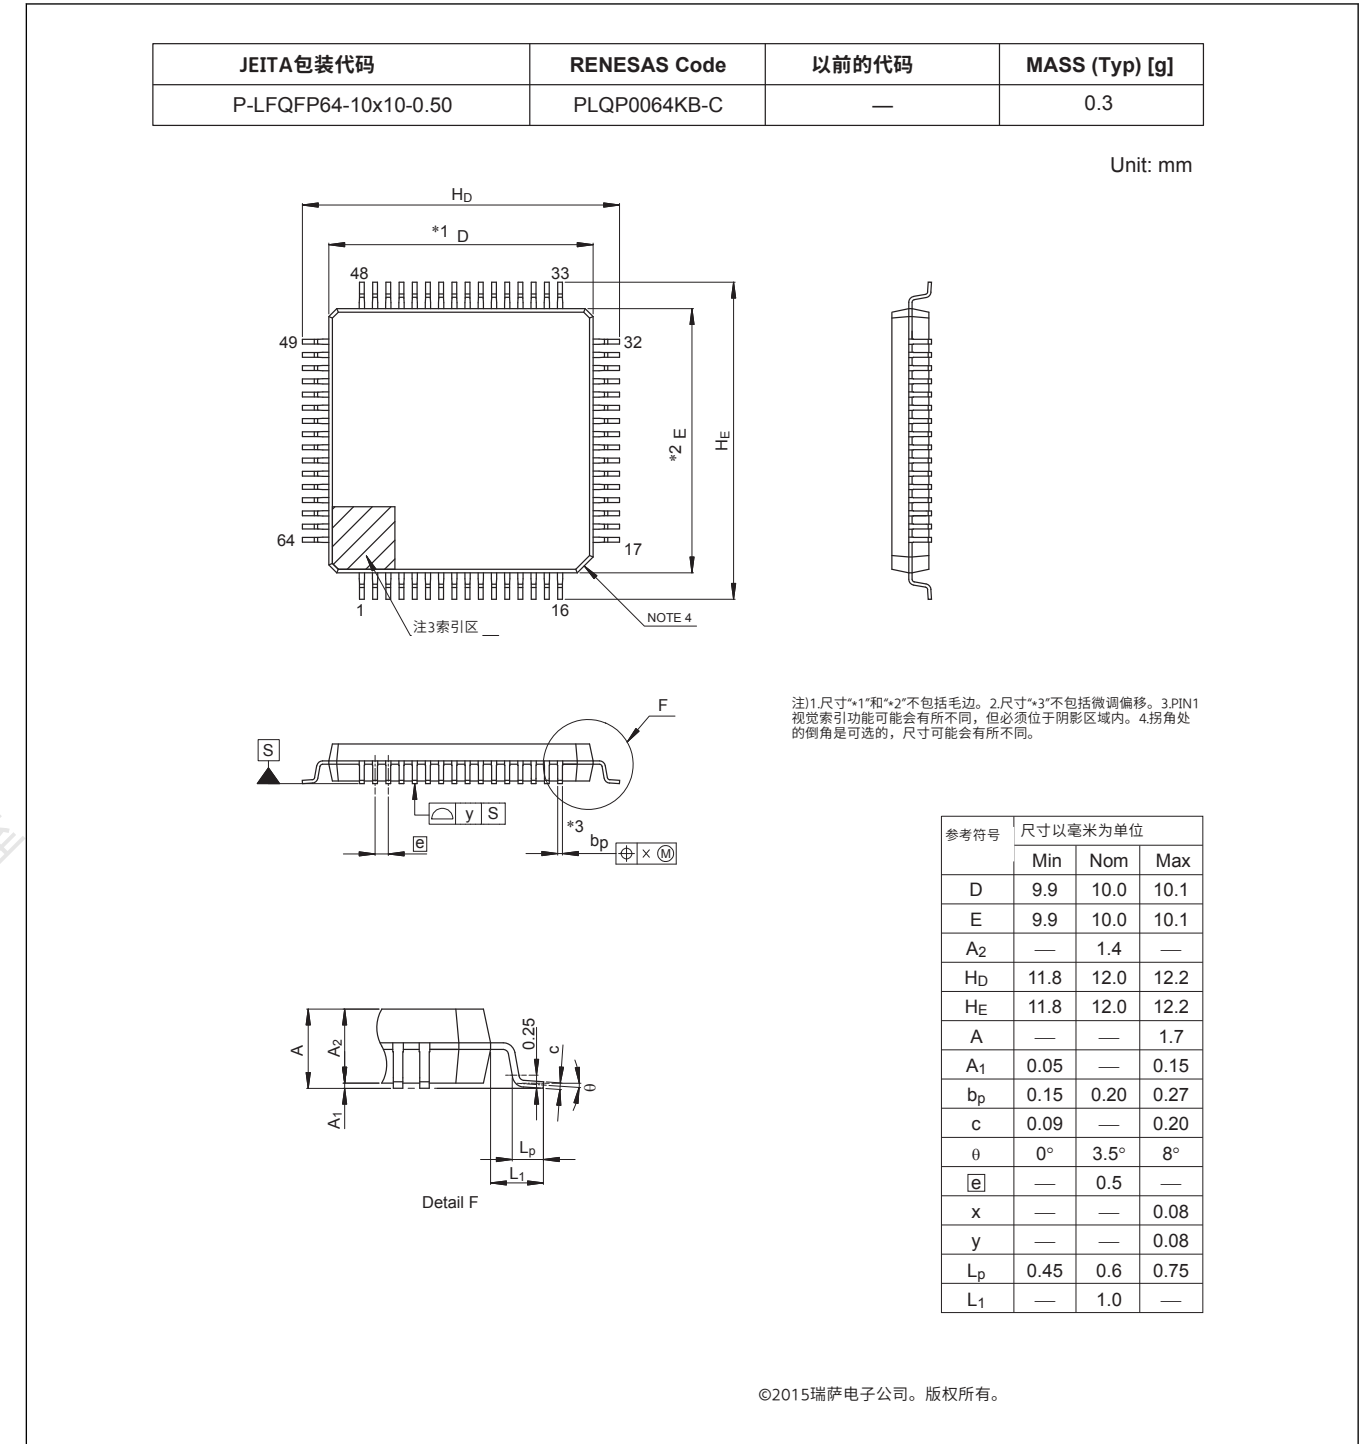 JEITA包装代码 RENESAS Code 以前的代码 MASS (Typ) [g]
P-LFQFP64-10x10-0.50 PLQP0064KB-C — 0.3
Unit: mm
HD
*1 D
48 33
49 32
*2 E
HE
64 17
1 16
注3索引区
NOTE 4
注)1.尺寸“*1”和“*2”不包括毛边。2.尺寸“*3”不包括微调偏移。3.PIN1
视觉索引功能可能会有所不同，但必须位于阴影区域内。4.拐角处
的倒角是可选的，尺寸可能会有所不同。
F
S
y S
*3
e
bp
x Ⓜ
参考符号 尺寸以毫米为单位
Min Nom Max
D 9.9 10.0 10.1
E 9.9 10.0 10.1
A2 — 1.4 —
HD 11.8 12.0 12.2
HE 11.8 12.0 12.2
A — — 1.7
A1 0.05 — 0.15
bp 0.15 0.20 0.27
c 0.09 — 0.20
θ 0° 3.5° 8°
e — 0.5 —
x — — 0.08
y — — 0.08
Lp 0.45 0.6 0.75
L1 — 1.0 —
A
A2
A1
0.25
c
θ
Lp
L1
Detail F
©2015瑞萨电子公司。版权所有。